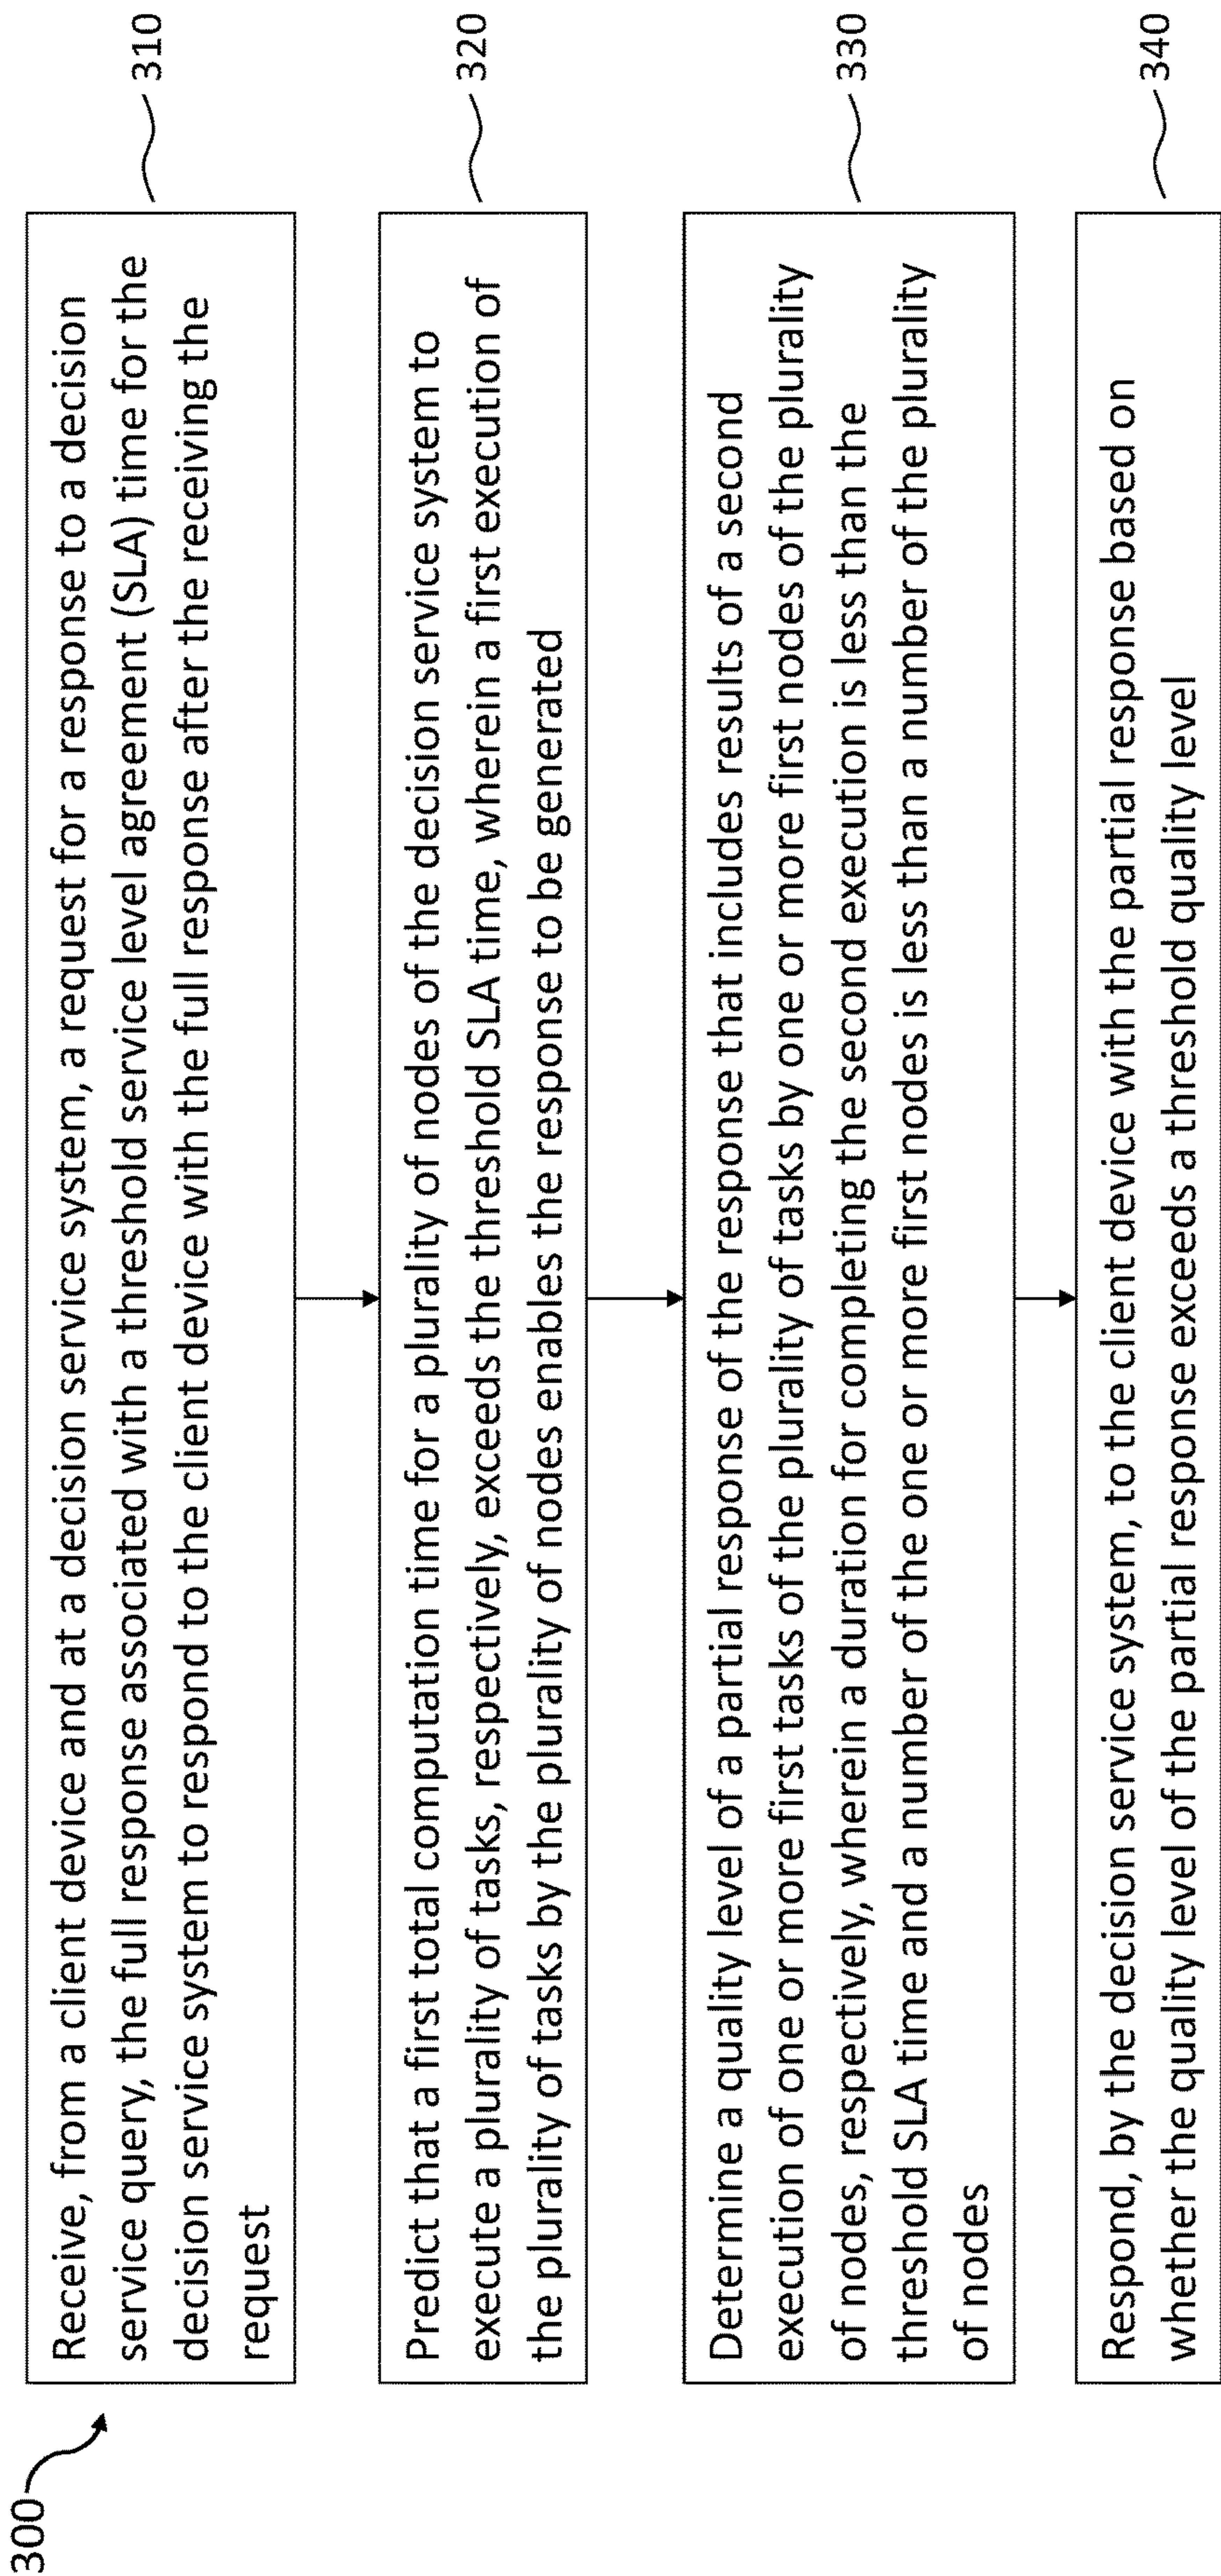 300
Receive, from a client device and at a decision service system, a request for a response to a decision
service query, the full response associated with a threshold service level agreement (SLA) time for the
decision service system to respond to the client device with the full response after the receiving the
request
310
Predict that a first total computation time for a plurality of nodes of the decision service system to
execute a plurality of tasks, respectively, exceeds the threshold SLA time, wherein a first execution of
the plurality of tasks by the plurality of nodes enables the response to be generated
320
Determine a quality level of a partial response of the response that includes results of a second
execution of one or more first tasks of the plurality of tasks by one or more first nodes of the plurality
of nodes, respectively, wherein a duration for completing the second execution is less than the
threshold SLA time and a number of the one or more first nodes is less than a number of the plurality
of nodes
330
Respond, by the decision service system, to the client device with the partial response based on
whether the quality level of the partial response exceeds a threshold quality level
340